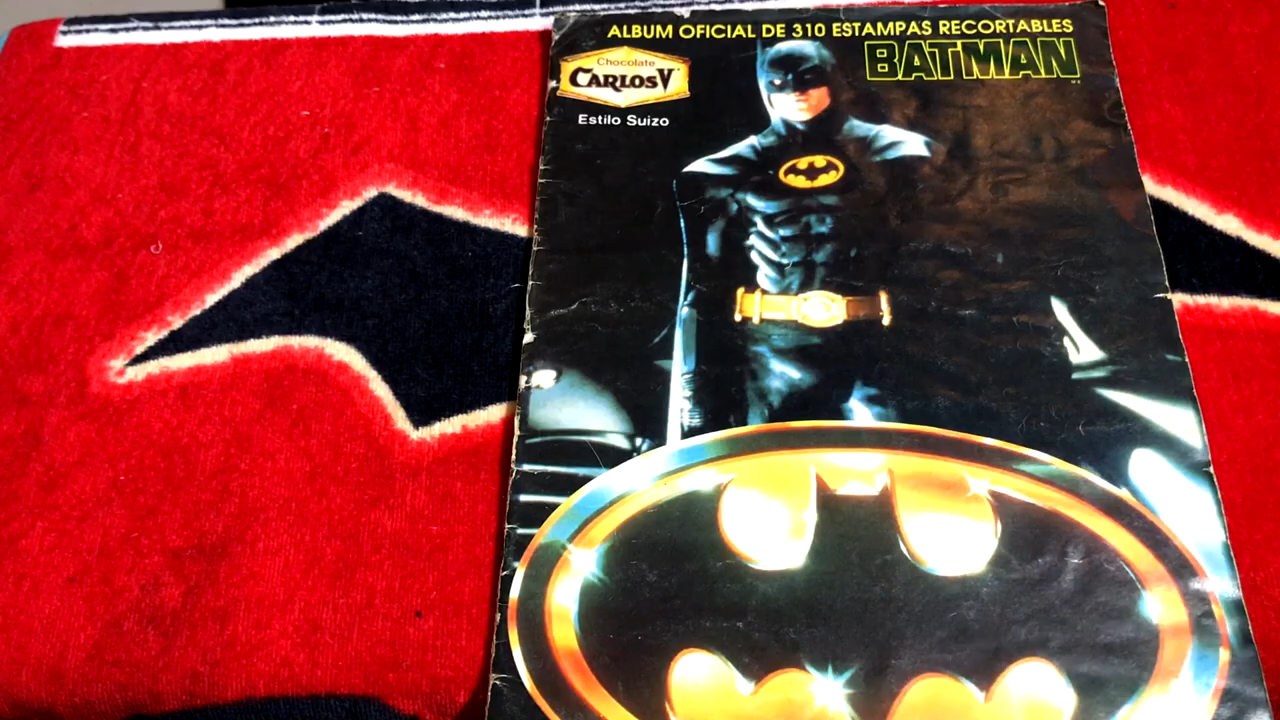 ALBUM OFICIAL DE 310 ESTAMPAS RECORTABLES
BATMAN
Chocolate
CARLOS V
Estilo Suizo